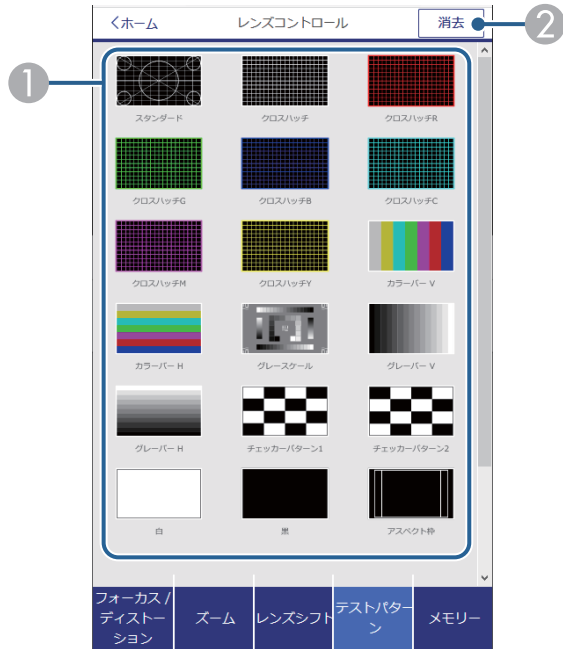 くホーム
レンズコントロール
消去
2
1
スタンダード
クロスハッチ
クロスハッチR
クロスハッチG
クロスハッチB
クロスハッチC
クロスハッチM
クロスハッチY
カラーバー V
カラーバー H
グレースケール
グレーバー V
グレーバー H
チェッカーパターン1
チェッカーパターン2
白
黒
アスペクト枠
フォーカス /
ディストー
ション
ズーム
レンズシフト
テストパター
ン
メモリー